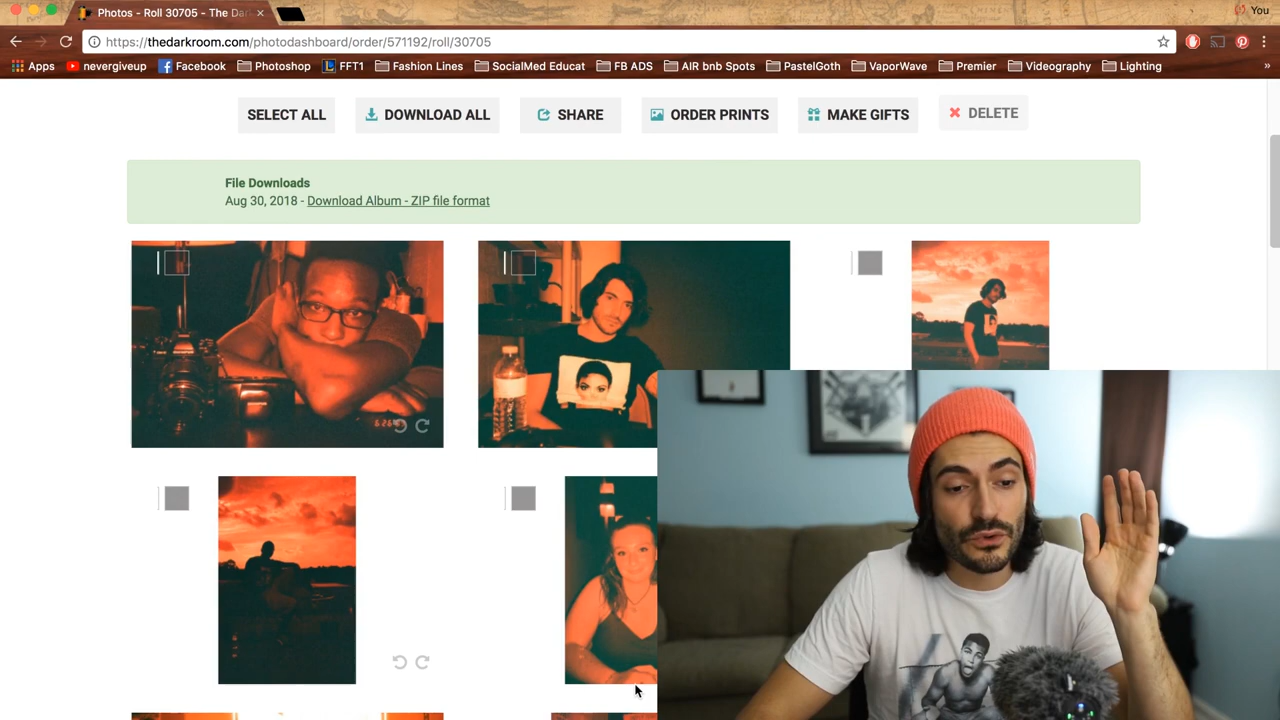 Photos - Roll 30705 - The Dar
You
https://thedarkroom.com/photodashboard/order/571192/roll/30705
Apps nevergiveup Facebook Photoshop FFT1 Fashion Lines SocialMed Educat FB ADS AIR bnb Spots PastelGoth VaporWave Premier Videography Lighting »
SELECT ALL DOWNLOAD ALL SHARE ORDER PRINTS MAKE GIFTS DELETE
File Downloads
Aug 30, 2018 - Download Album - ZIP file format